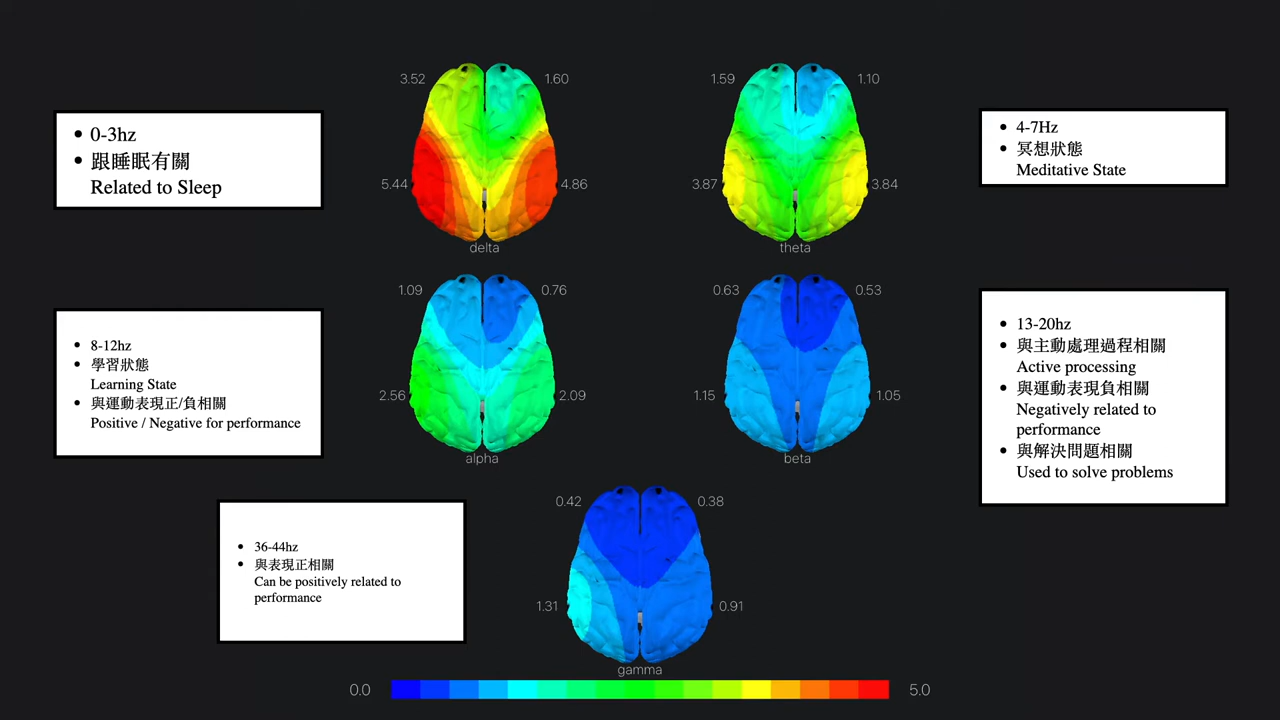 3.52
1.60
1.59
1.10
• 0-3hz
• 跟睡眠有關
Related to Sleep
5.44
4.86
delta
3.87
3.84
theta
• 4-7Hz
• 冥想狀態
Meditative State
• 8-12hz
• 學習狀態
Learning State
• 與運動表現正/負相關
Positive / Negative for performance
1.09
0.76
2.56
2.09
alpha
0.63
0.53
1.15
1.05
beta
• 13-20hz
• 與主動處理過程相關
Active processing
• 與運動表現負相關
Negatively related to
performance
• 與解決問題相關
Used to solve problems
• 36-44hz
• 與表現正相關
Can be positively related to
performance
0.42
0.38
1.31
0.91
gamma
0.0
5.0